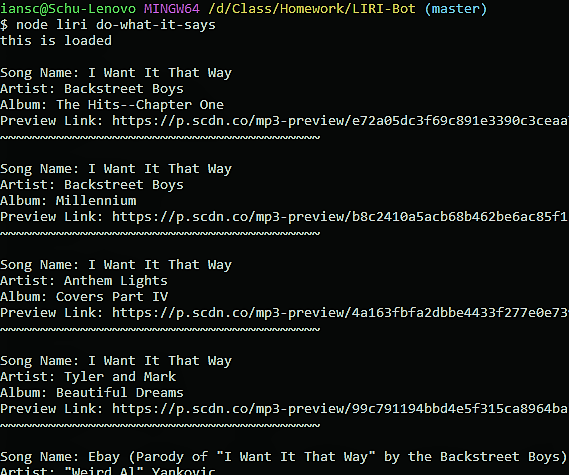 iansc@Schu-Lenovo MINGW64 /d/Class/Homework/LIRI-Bot (master)
$ node liri do-what-it-says
this is loaded
Song Name: I Want It That Way
Artist: Backstreet Boys
Album: The Hits--Chapter One
Preview Link: https://p.scdn.co/mp3-preview/e72a05dc3f69c891e3390c3ceaa
~~~~~~~~~~~~~~~~~~~~~~~~~~~~~~~~~~~~~~~~
Song Name: I Want It That Way
Artist: Backstreet Boys
Album: Millennium
Preview Link: https://p.scdn.co/mp3-preview/b8c2410a5acb68b462be6ac85f1
~~~~~~~~~~~~~~~~~~~~~~~~~~~~~~~~~~~~~~~~
Song Name: I Want It That Way
Artist: Anthem Lights
Album: Covers Part IV
Preview Link: https://p.scdn.co/mp3-preview/4a163fbfa2dbbe4433f277e0e73
~~~~~~~~~~~~~~~~~~~~~~~~~~~~~~~~~~~~~~~~
Song Name: I Want It That Way
Artist: Tyler and Mark
Album: Beautiful Dreams
Preview Link: https://p.scdn.co/mp3-preview/99c791194bbd4e5f315ca8964ba
~~~~~~~~~~~~~~~~~~~~~~~~~~~~~~~~~~~~~~~~
Song Name: Ebay (Parody of "I Want It That Way" by the Backstreet Boys)
Artist: "Weird Al" Yankovic